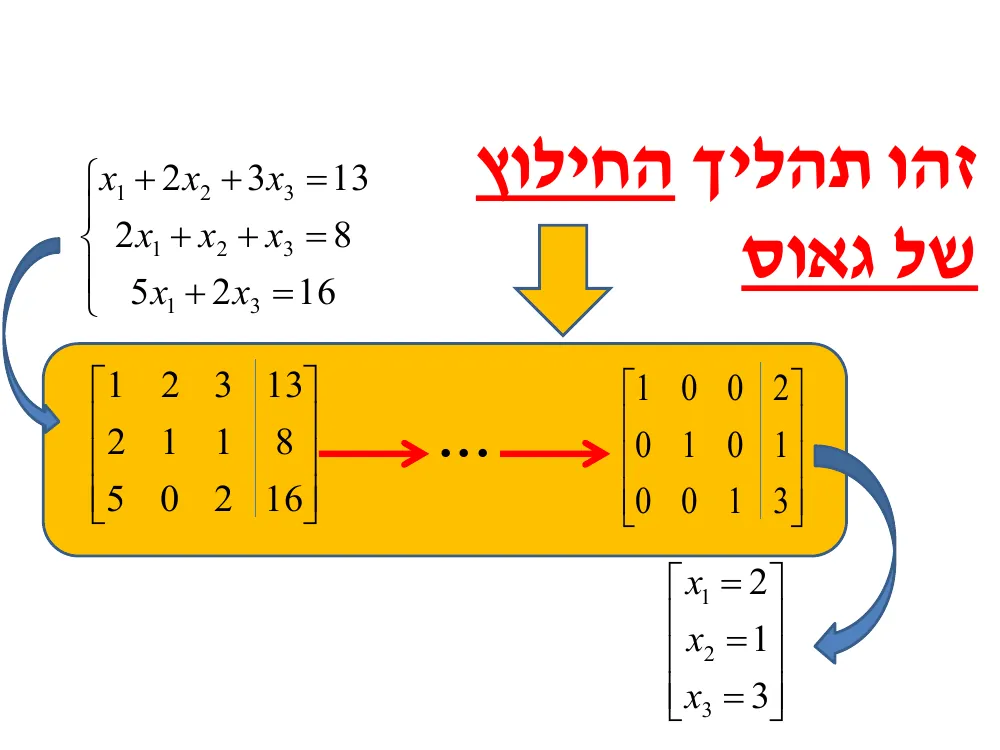 זהו תהליך החילוץ
של גאוס
x₁ + 2x₂ + 3x₃ = 13
2x₁ + x₂ + x₃ = 8
5x₁ + 2x₃ = 16
1 2 3 13
2 1 1 8
5 0 2 16
...
1 0 0 2
0 1 0 1
0 0 1 3
x₁ = 2
x₂ = 1
x₃ = 3